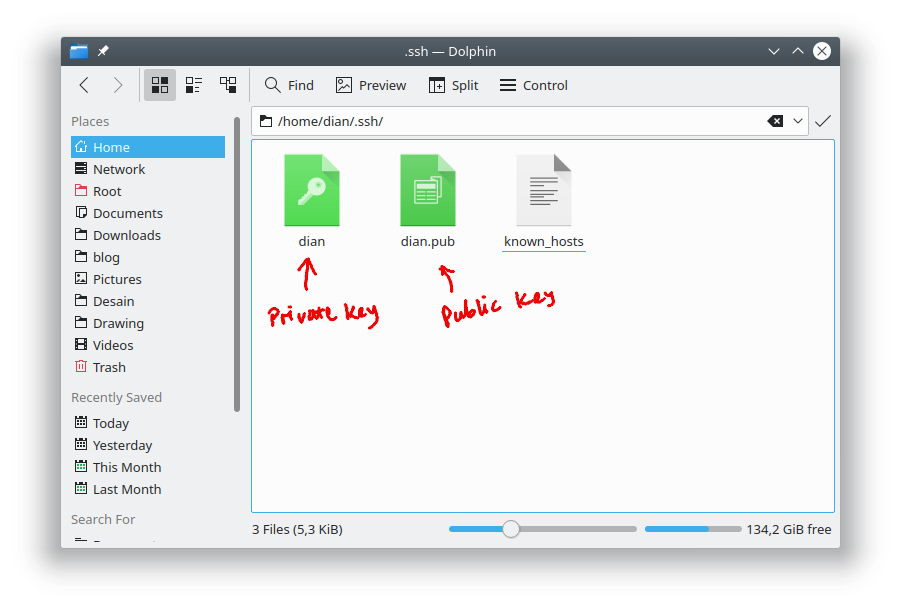 .ssh — Dolphin
Find Preview Split Control
Places
Home
Network
Root
Documents
Downloads
blog
Pictures
Desain
Drawing
Videos
Trash
Recently Saved
Today
Yesterday
This Month
Last Month
Search For
/home/dian/.ssh/
dian dian.pub known_hosts
Private key
Public key
3 Files (5,3 KiB) 134,2 GiB free